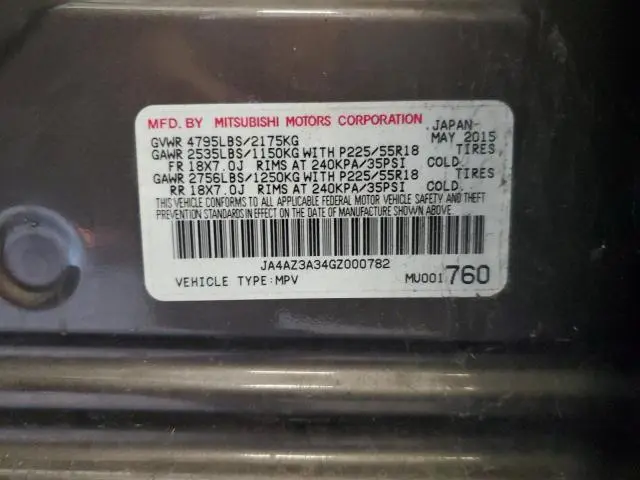 MFD. BY MITSUBISHI MOTORS CORPORATION JAPAN
GVWR 4795LBS/2175KG MAY 2015
GAWR 2535LBS/1150KG WITH P225/55R18 TIRES
FR 18X7.0J RIMS AT 240KPA/35PSI COLD.
GAWR 2756LBS/1250KG WITH P225/55R18 TIRES
RR 18X7.0J RIMS AT 240KPA/35PSI COLD.
THIS VEHICLE CONFORMS TO ALL APPLICABLE FEDERAL MOTOR VEHICLE SAFETY AND THEFT
PREVENTION STANDARDS IN EFFECT ON THE DATE OF MANUFACTURE SHOWN ABOVE.
JA4AZ3A34GZ000782
VEHICLE TYPE:MPV MU001760